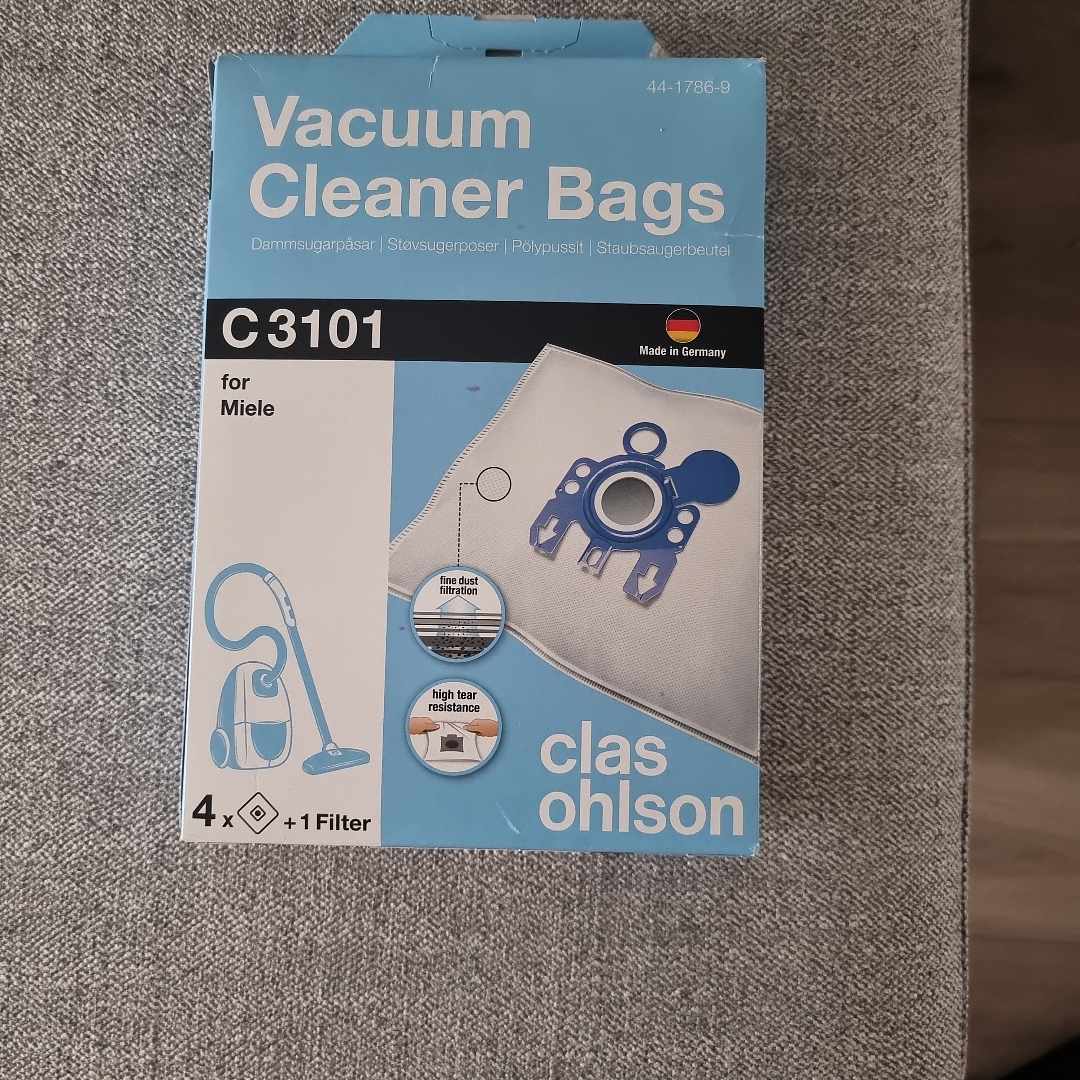 44-1786-9
Vacuum
Cleaner Bags
Dammsugarpåsar | Støvsugerposer | Pölypussit | Staubsaugerbeutel
C 3101
Made in Germany
for
Miele
fine dust
filtration
high tear
resistance
clas
ohlson
4 x + 1 Filter